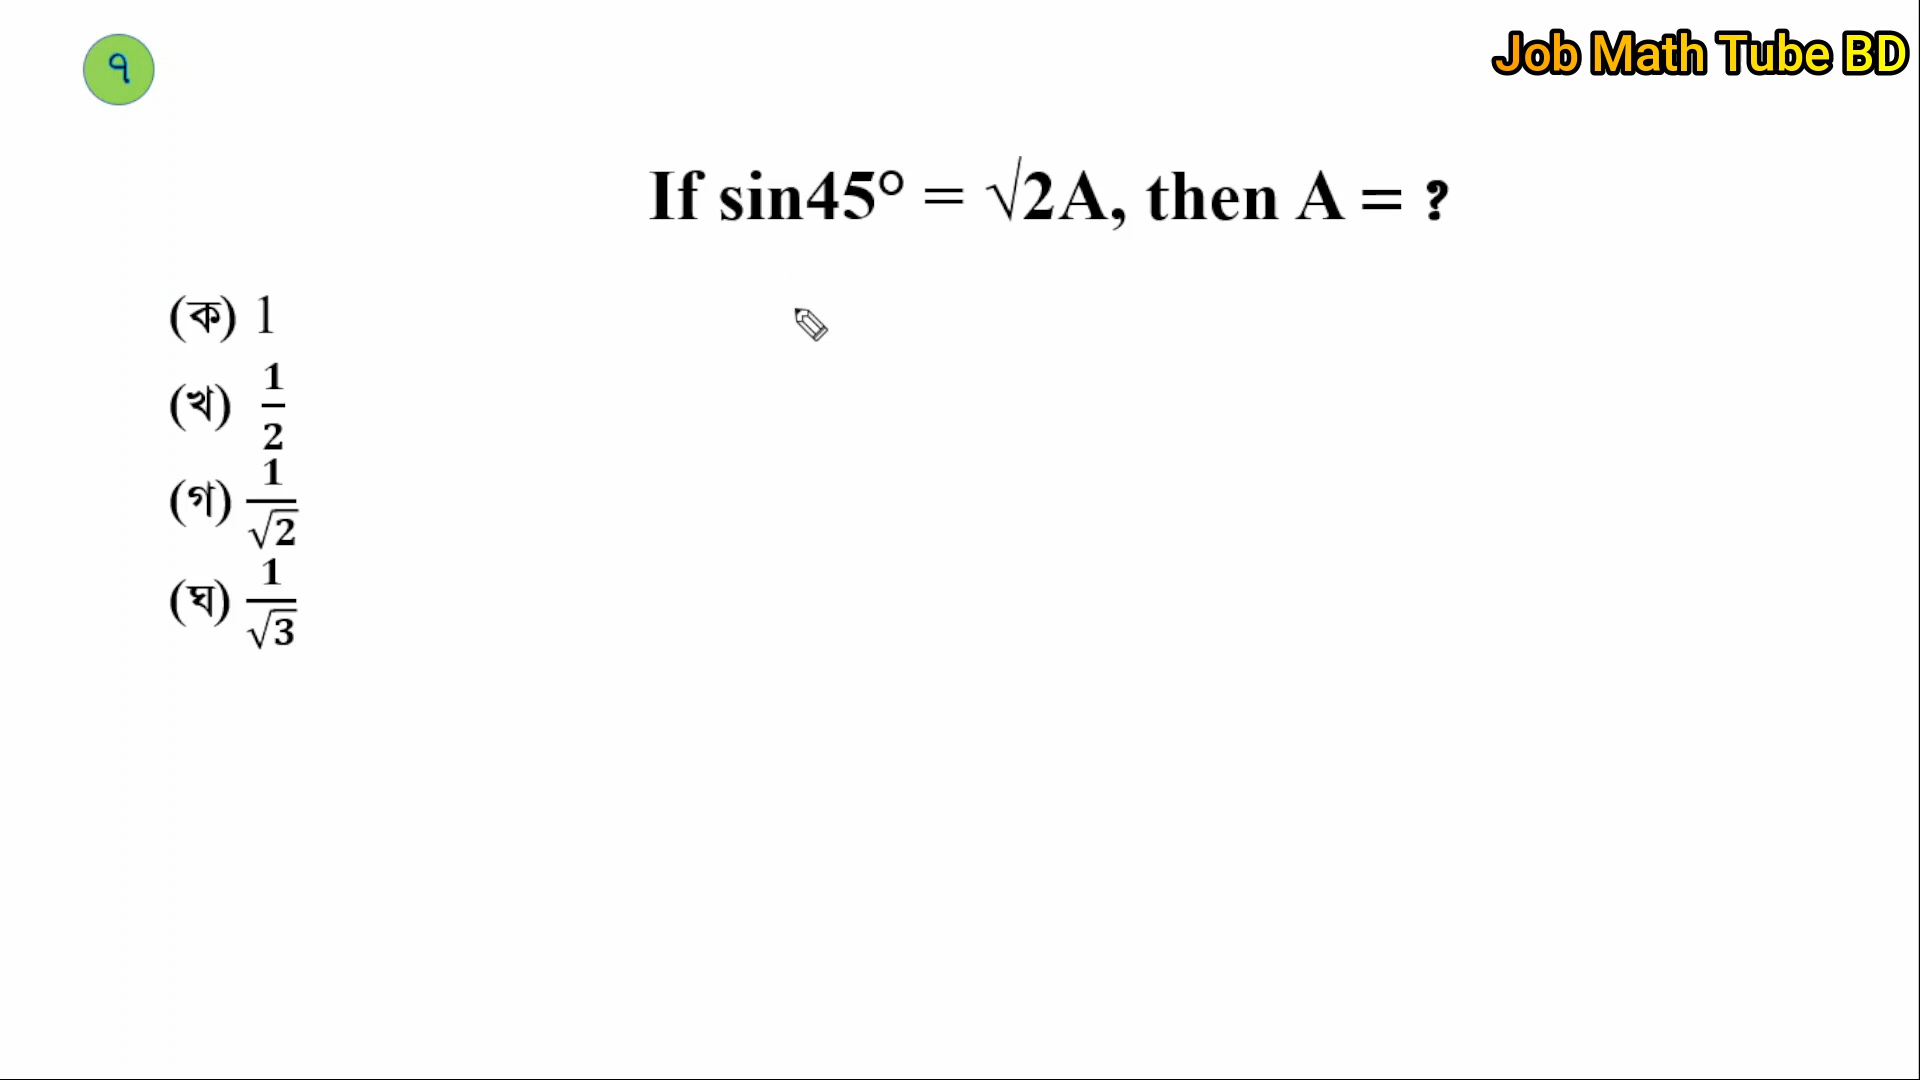 ৭
Job Math Tube BD
If sin45° = √2A, then A = ?
(ক) 1
(খ) 1/2
(গ) 1/√2
(ঘ) 1/√3